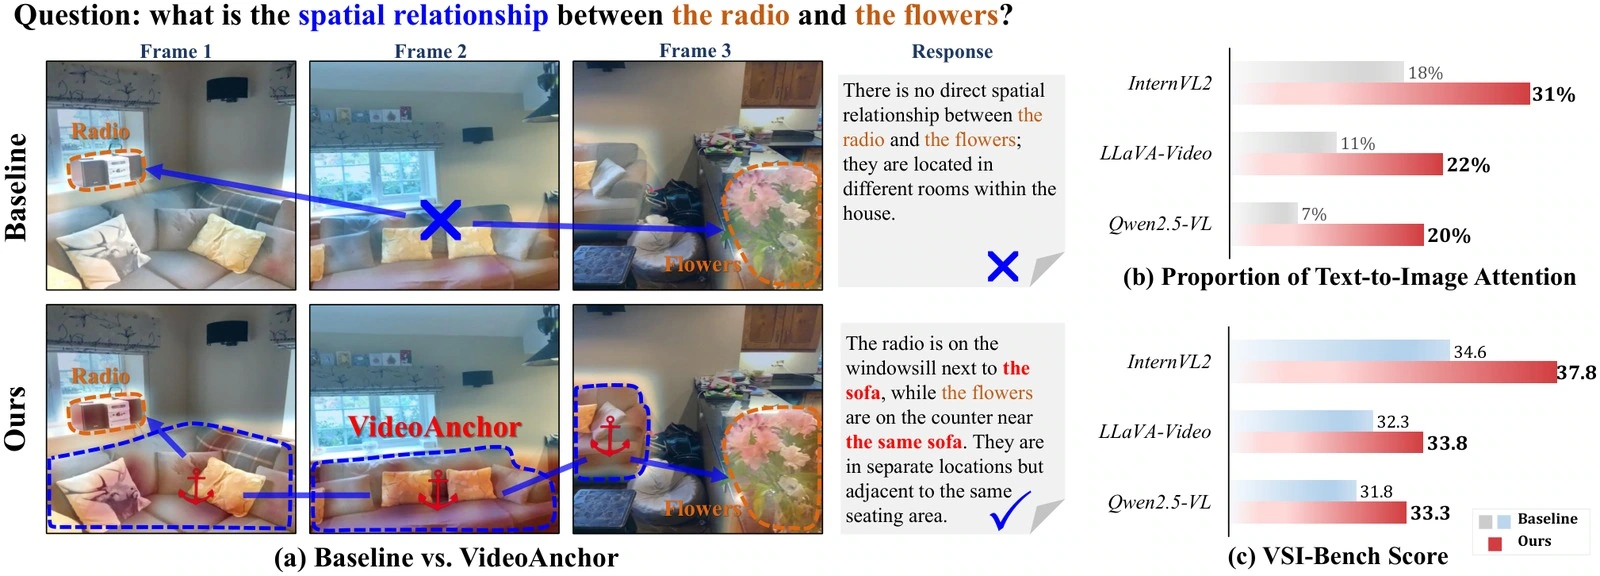 Question: what is the spatial relationship between the radio and the flowers?
Frame 1
Frame 2
Frame 3
Response
Baseline
Radio
Flowers
There is no direct spatial
relationship between the
radio and the flowers;
they are located in
different rooms within the
house.
Ours
Radio
VideoAnchor
Flowers
The radio is on the
windowsill next to the
sofa, while the flowers
are on the counter near
the same sofa. They are
in separate locations but
adjacent to the same
seating area.
(a) Baseline vs. VideoAnchor
InternVL2
18%
31%
LLaVA-Video
11%
22%
Qwen2.5-VL
7%
20%
(b) Proportion of Text-to-Image Attention
InternVL2
34.6
37.8
LLaVA-Video
32.3
33.8
Qwen2.5-VL
31.8
33.3
Baseline
Ours
(c) VSI-Bench Score